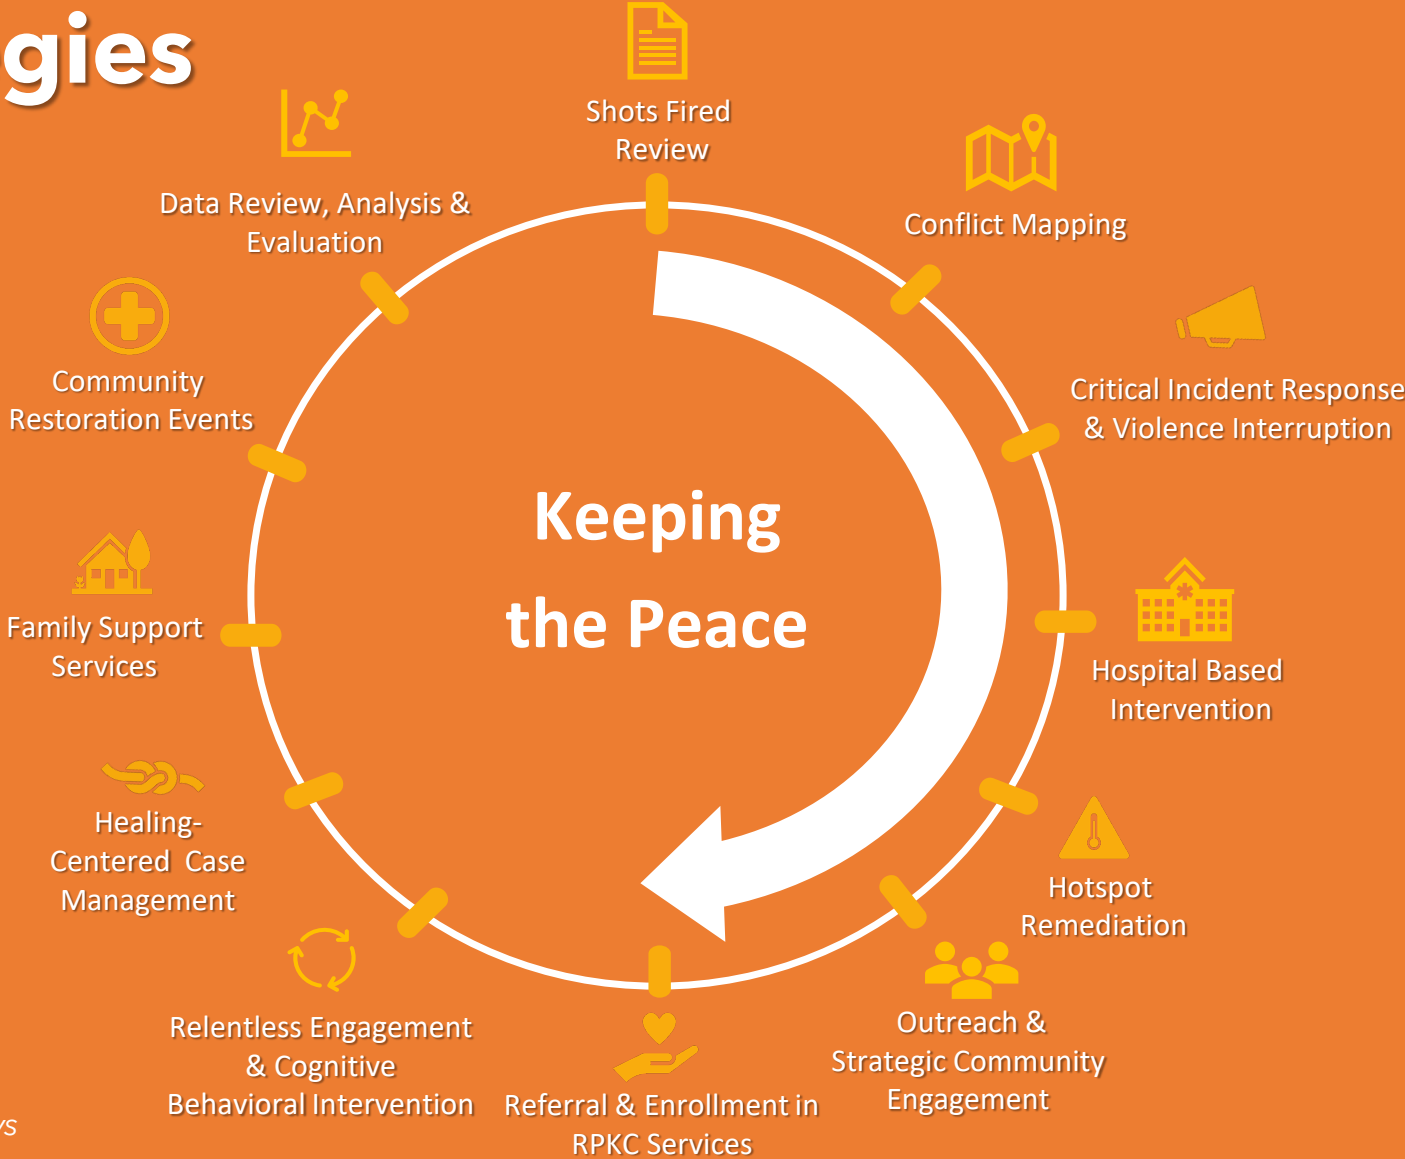 gies
Shots Fired
Review
Conflict Mapping
Critical Incident Response
& Violence Interruption
Hospital Based
Intervention
Hotspot
Remediation
Outreach &
Strategic Community
Engagement
Referral & Enrollment in
RPKC Services
Relentless Engagement
& Cognitive
Behavioral Intervention
Healing-
Centered Case
Management
Family Support
Services
Community
Restoration Events
Data Review, Analysis &
Evaluation
Keeping
the Peace